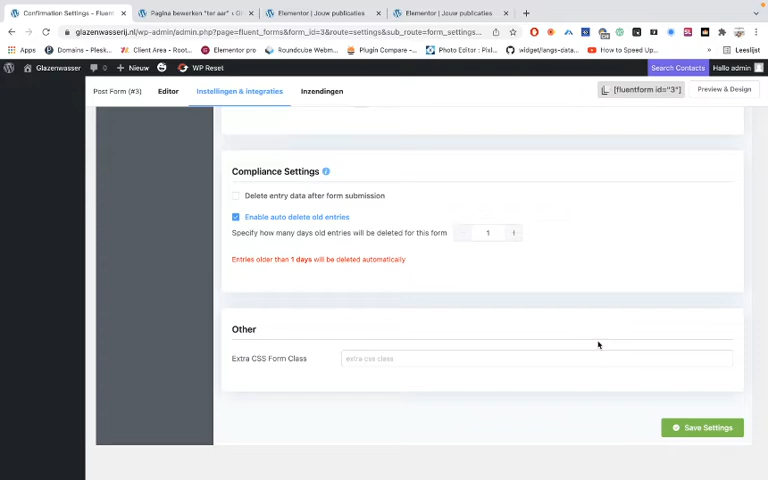 Confirmation Settings - Fluent
Pagina bewerken "ter aar" ‹ Gl
Elementor | Jouw publicaties
Elementor | Jouw publicaties
glazenwasserij.nl/wp-admin/admin.php?page=fluent_forms&form_id=3&route=settings&sub_route=form_settings...
Apps
Domains - Plesk...
Client Area - Market...
Elementor pro
Roundcube Webm...
Plugin Compare -...
Photo Editor : Pixl...
widget/langs-data...
How to Speed Up...
»
Leeslijst
Glazenwasser
0
Nieuw
WP Reset
Search Contacts
Hallo admin
Post Form (#3)
Editor
Instellingen & integraties
Inzendingen
[fluentform id="3"]
Preview & Design
Compliance Settings
Delete entry data after form submission
Enable auto delete old entries
Specify how many days old entries will be deleted for this form
- 1 +
Entries older than 1 days will be deleted automatically
Other
Extra CSS Form Class
extra css class
Save Settings